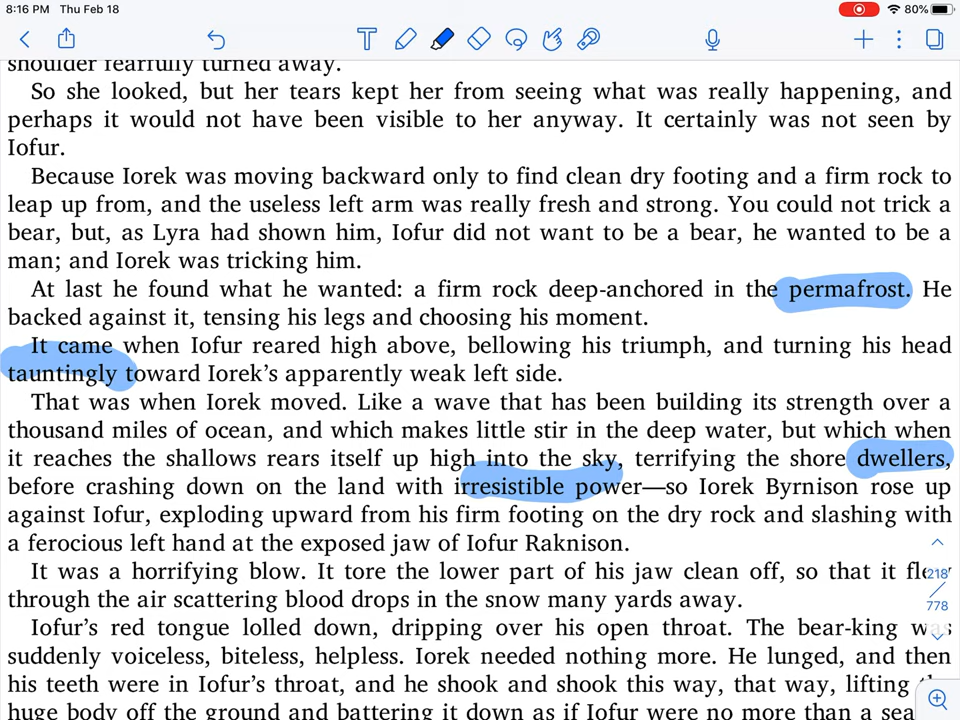 8:16 PM Thu Feb 18
80%
shoulder fearfully turned away.
So she looked, but her tears kept her from seeing what was really happening, and
perhaps it would not have been visible to her anyway. It certainly was not seen by
Iofur.
Because Iorek was moving backward only to find clean dry footing and a firm rock to
leap up from, and the useless left arm was really fresh and strong. You could not trick a
bear, but, as Lyra had shown him, Iofur did not want to be a bear, he wanted to be a
man; and Iorek was tricking him.
At last he found what he wanted: a firm rock deep-anchored in the permafrost. He
backed against it, tensing his legs and choosing his moment.
It came when Iofur reared high above, bellowing his triumph, and turning his head
tauntingly toward Iorek’s apparently weak left side.
That was when Iorek moved. Like a wave that has been building its strength over a
thousand miles of ocean, and which makes little stir in the deep water, but which when
it reaches the shallows rears itself up high into the sky, terrifying the shore dwellers,
before crashing down on the land with irresistible power—so Iorek Byrnison rose up
against Iofur, exploding upward from his firm footing on the dry rock and slashing with
a ferocious left hand at the exposed jaw of Iofur Raknison.
It was a horrifying blow. It tore the lower part of his jaw clean off, so that it flew
through the air scattering blood drops in the snow many yards away.
Iofur’s red tongue lolled down, dripping over his open throat. The bear-king was
suddenly voiceless, biteless, helpless. Iorek needed nothing more. He lunged, and then
his teeth were in Iofur’s throat, and he shook and shook this way, that way, lifting the
huge body off the ground and battering it down as if Iofur were no more than a
218
778